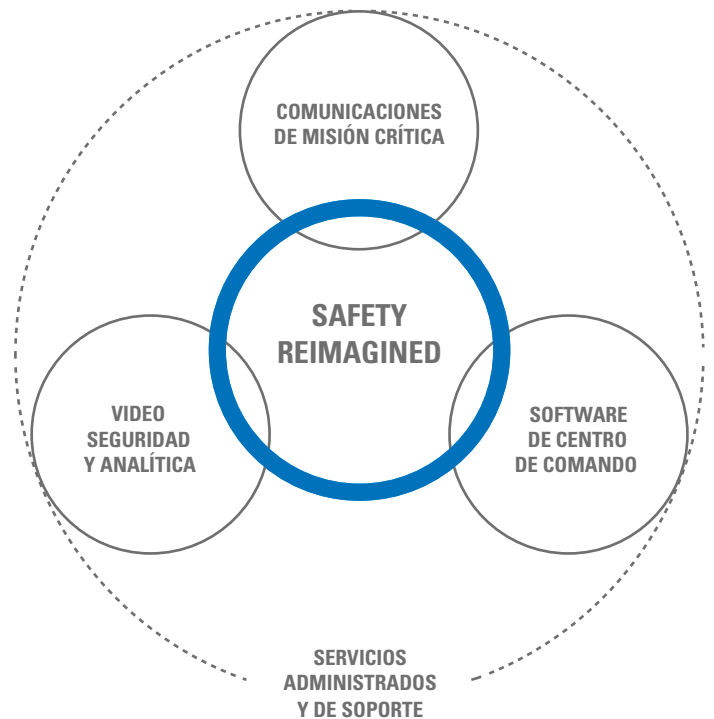 COMUNICACIONES
DE MISIÓN CRÍTICA
SAFETY
REIMAGINED
VIDEO
SEGURIDAD
Y ANALÍTICA
SOFTWARE
DE CENTRO
DE COMANDO
SERVICIOS
ADMINISTRADOS
Y DE SOPORTE